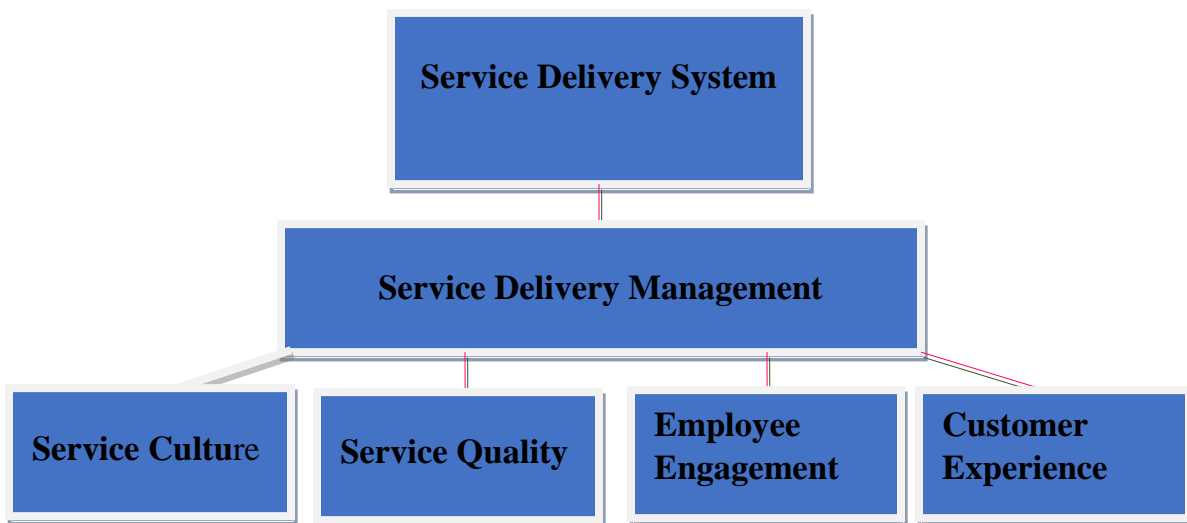 Service Delivery System
Service Delivery Management
Service Culture
Service Quality
Employee
Engagement
Customer
Experience